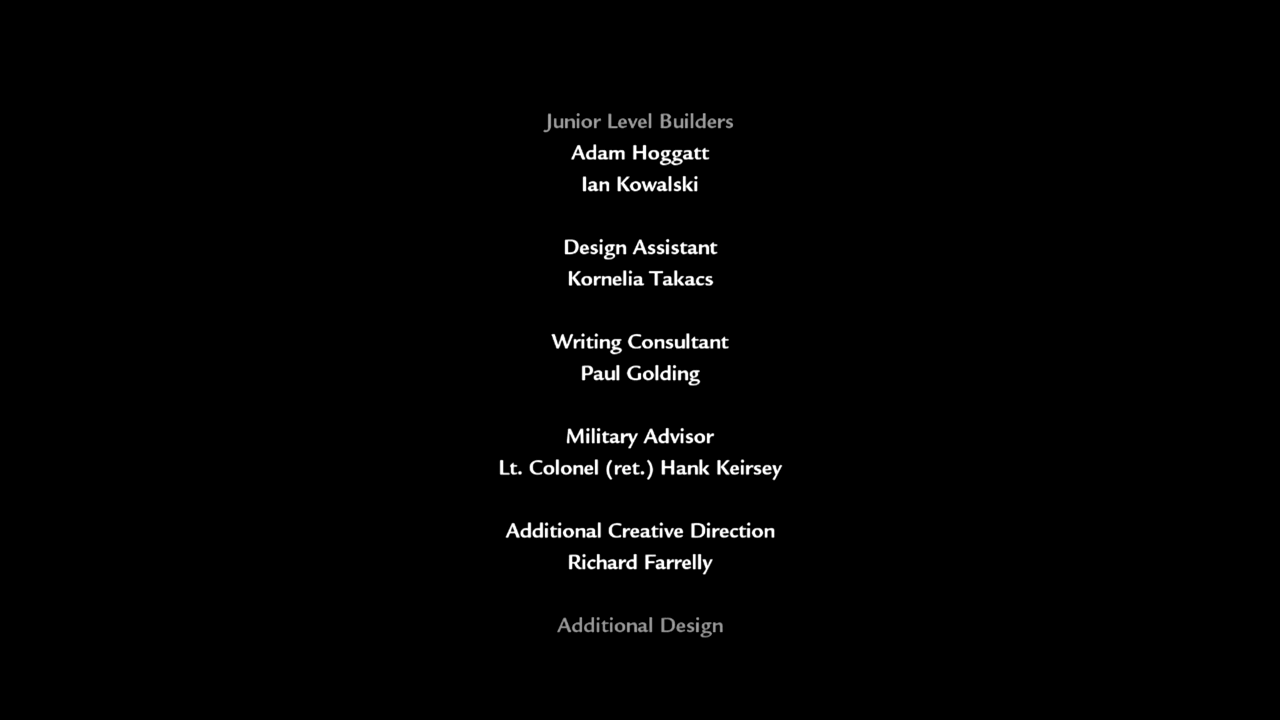 Junior Level Builders
Adam Hoggatt
Ian Kowalski
Design Assistant
Kornelia Takacs
Writing Consultant
Paul Golding
Military Advisor
Lt. Colonel (ret.) Hank Keirsey
Additional Creative Direction
Richard Farrelly
Additional Design